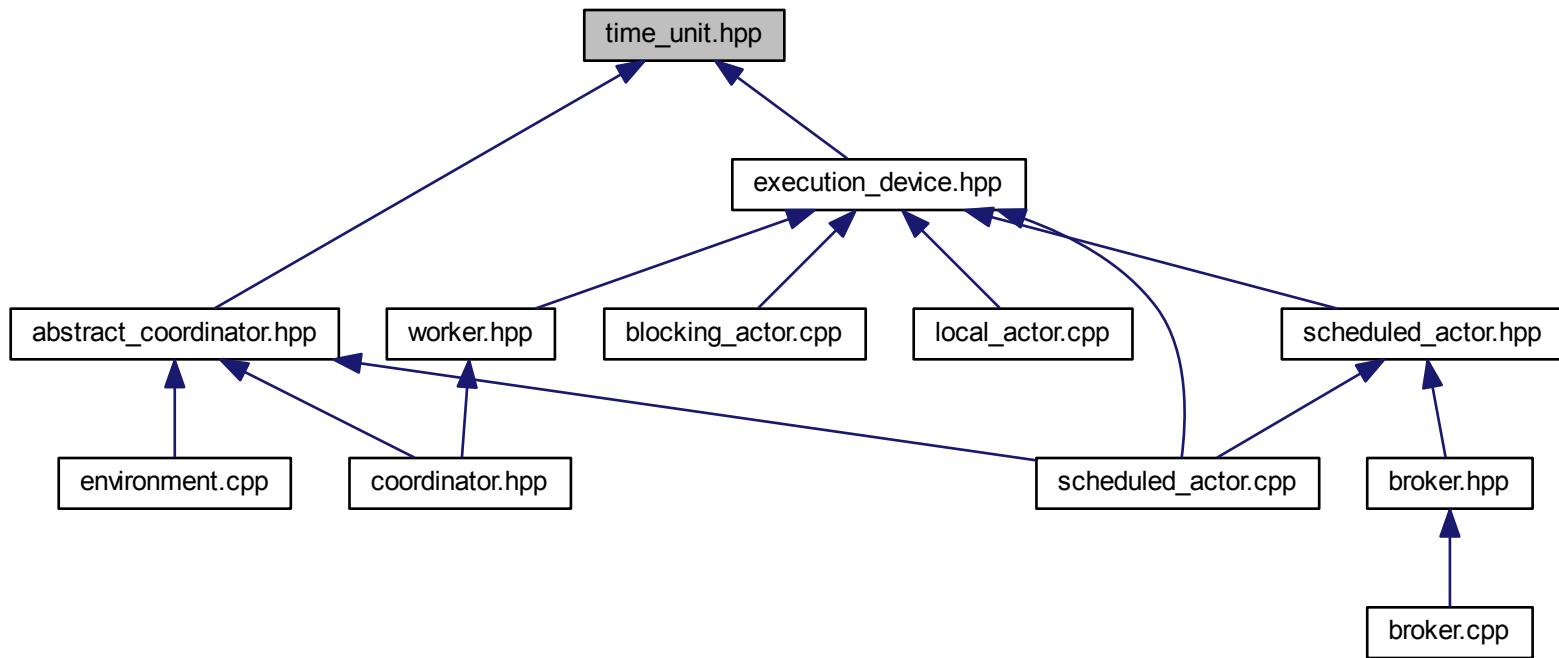 time_unit.hpp
execution_device.hpp
abstract_coordinator.hpp
worker.hpp
blocking_actor.cpp
local_actor.cpp
scheduled_actor.hpp
environment.cpp
coordinator.hpp
scheduled_actor.cpp
broker.hpp
broker.cpp